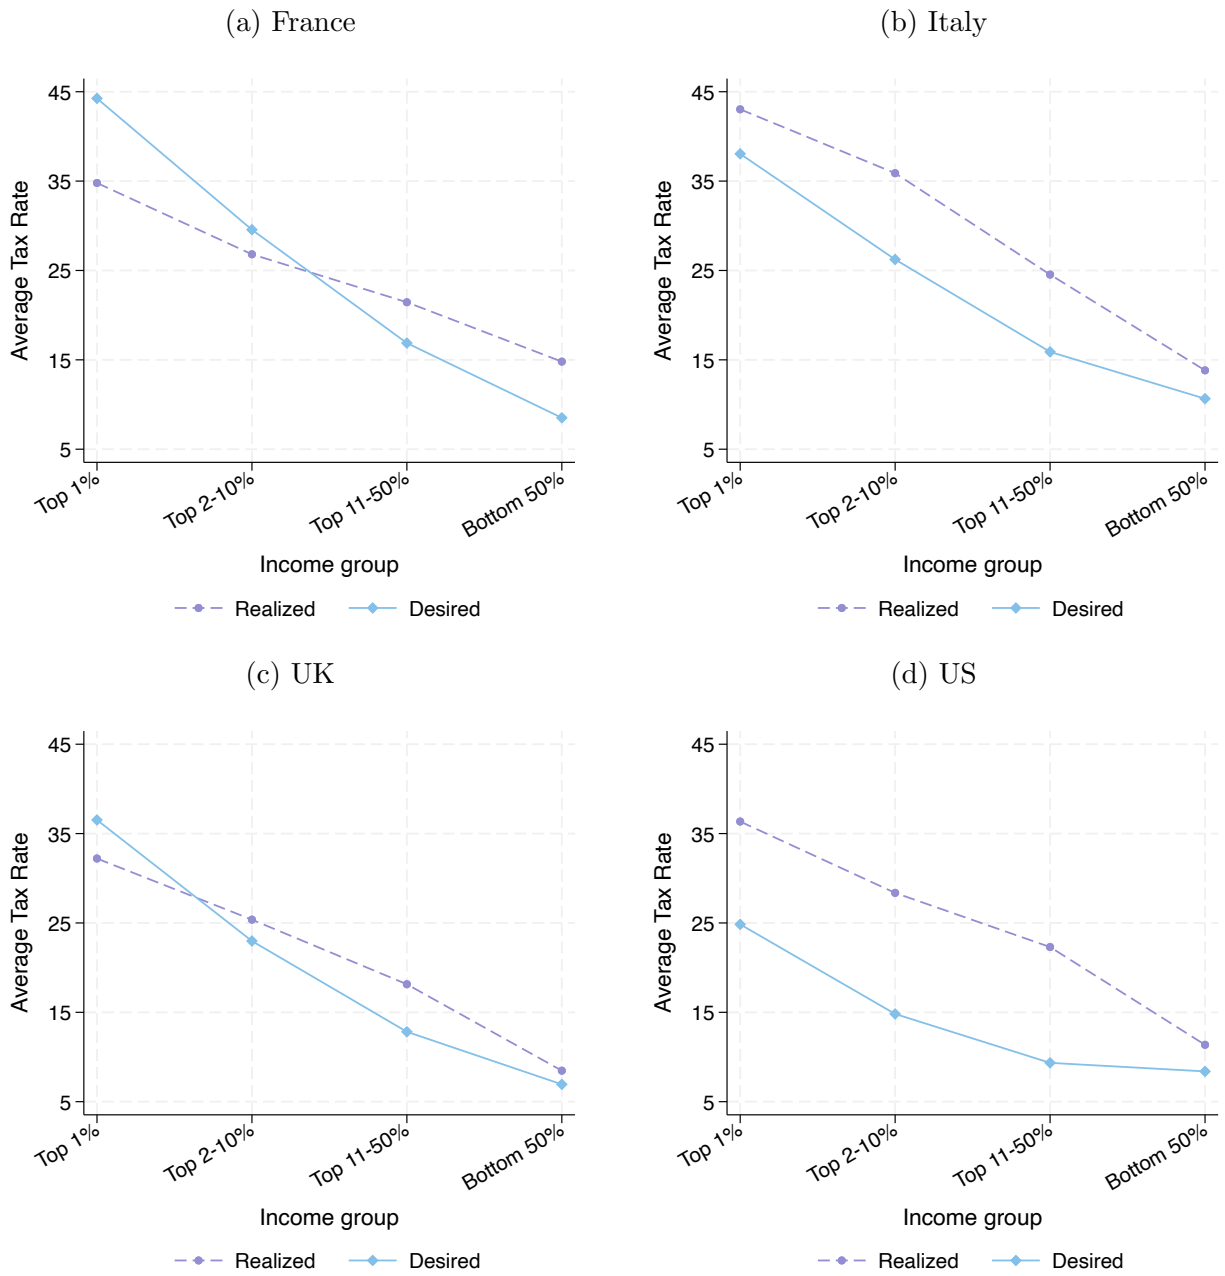 (a) France
45
35
25
15
5
Average Tax Rate
Top 1%
Top 2-10%
Top 11-50%
Bottom 50%
Income group
Realized
Desired
(b) Italy
45
35
25
15
5
Average Tax Rate
Top 1%
Top 2-10%
Top 11-50%
Bottom 50%
Income group
Realized
Desired
(c) UK
45
35
25
15
5
Average Tax Rate
Top 1%
Top 2-10%
Top 11-50%
Bottom 50%
Income group
Realized
Desired
(d) US
45
35
25
15
5
Average Tax Rate
Top 1%
Top 2-10%
Top 11-50%
Bottom 50%
Income group
Realized
Desired